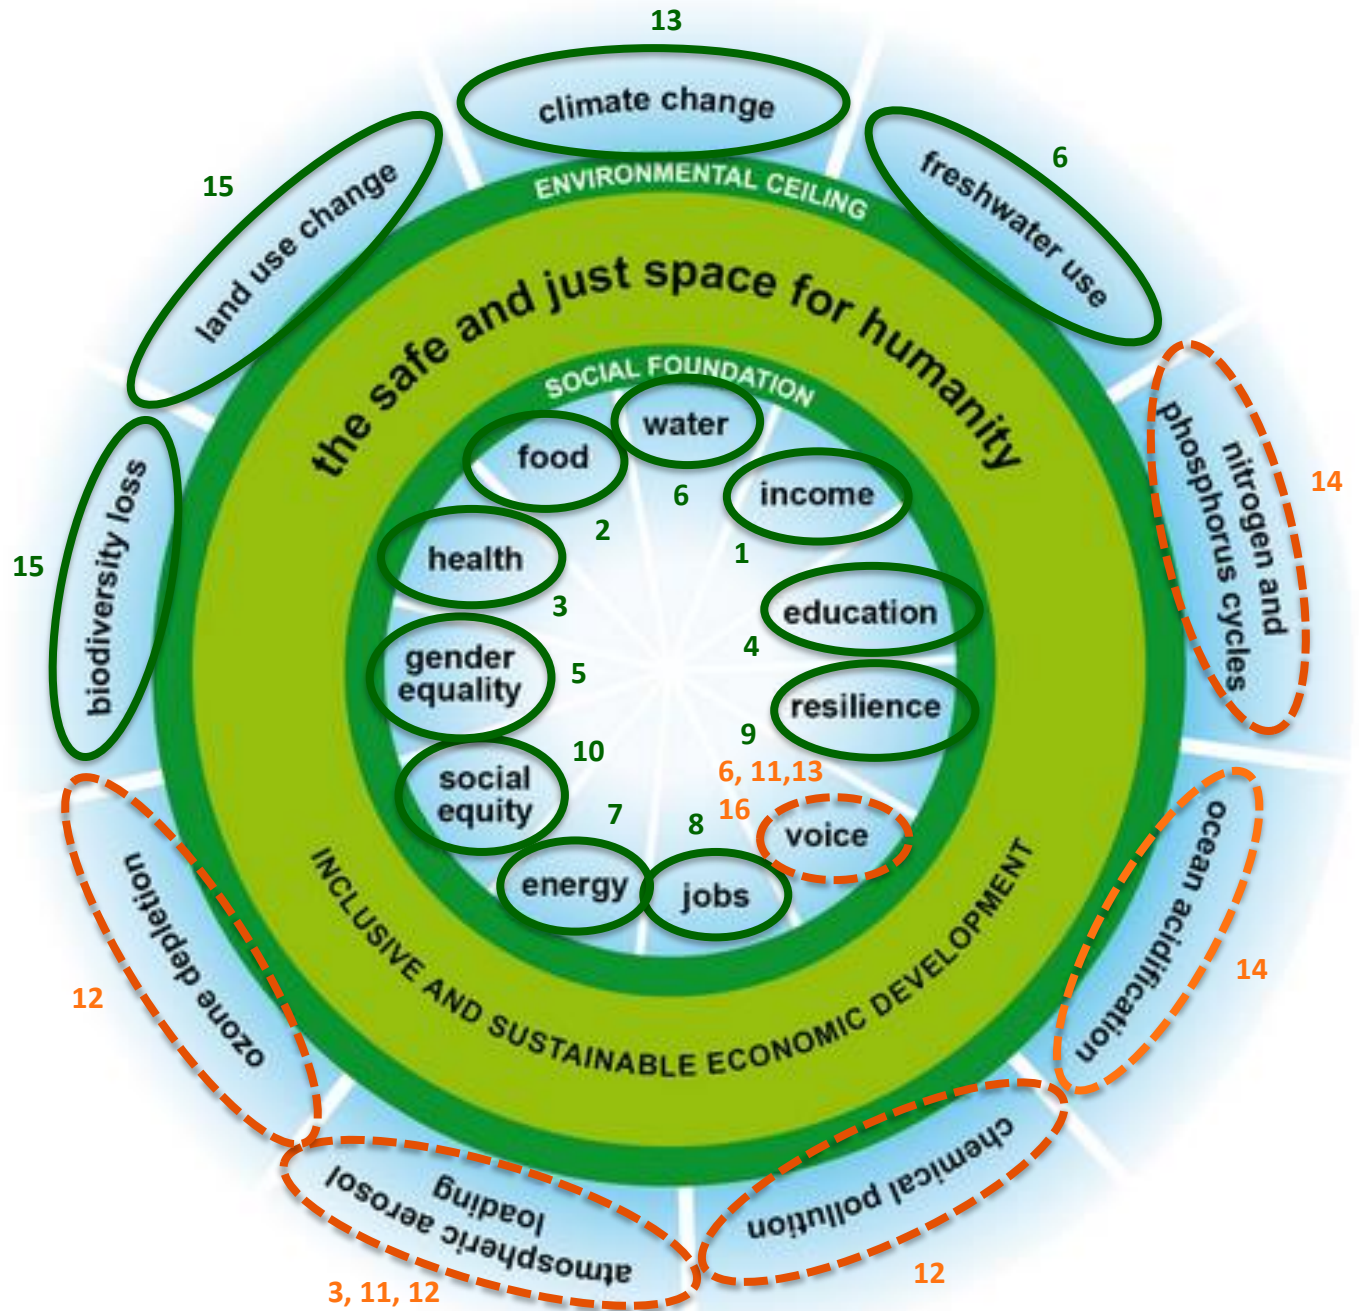 13
climate change
6
freshwater use
15
land use change
ENVIRONMENTAL CEILING
the safe and just space for humanity
SOCIAL FOUNDATION
water
6
food
2
income
1
health
3
education
4
gender
equality
5
resilience
9
social
equity
10
6, 11,13
16
voice
energy
7
jobs
8
INCLUSIVE AND SUSTAINABLE ECONOMIC DEVELOPMENT
nitrogen and
phosphorus cycles
14
15
biodiversity loss
ocean acidification
14
ozone depletion
12
chemical pollution
12
atmospheric aerosol
loading
3, 11, 12